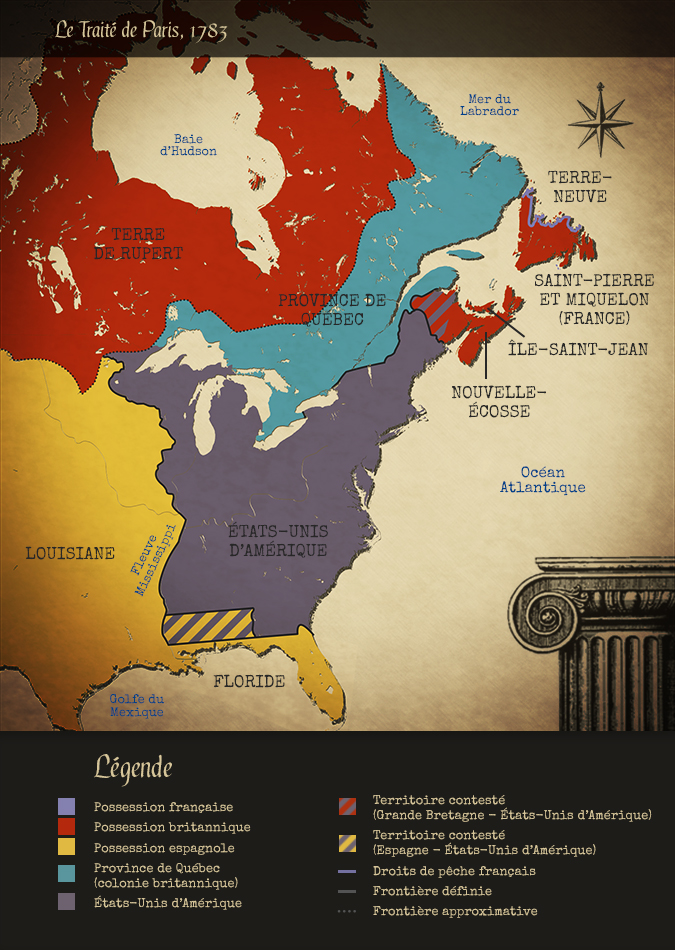 Le Traité de Paris, 1783
Mer du
Labrador
Baie
d'Hudson
TERRE-
NEUVE
TERRE
DE RUPERT
SAINT-PIERRE
ET MIQUELON
(FRANCE)
PROVINCE DE
QUÉBEC
ÎLE-SAINT-JEAN
NOUVELLE-
ÉCOSSE
Océan
Atlantique
ÉTATS-UNIS
D'AMÉRIQUE
LOUISIANE
Fleuve
Mississippi
FLORIDE
Golfe du
Mexique
Légende
Possession française
Possession britannique
Possession espagnole
Province de Québec
(colonie britannique)
États-Unis d'Amérique
Territoire contesté
(Grande Bretagne - États-Unis d'Amérique)
Territoire contesté
(Espagne - États-Unis d'Amérique)
Droits de pêche français
Frontière définie
Frontière approximative